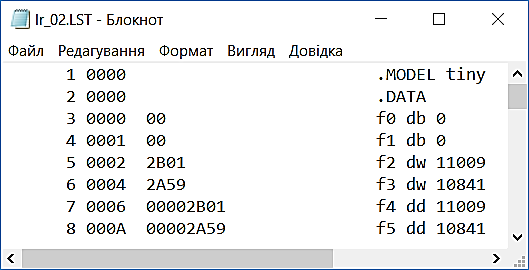 lr_02.LST - Блокнот
Файл Редагування Формат Вигляд Довідка
1 0000 .MODEL tiny
2 0000 .DATA
3 0000 00 f0 db 0
4 0001 00 f1 db 0
5 0002 2B01 f2 dw 11009
6 0004 2A59 f3 dw 10841
7 0006 00002B01 f4 dd 11009
8 000A 00002A59 f5 dd 10841